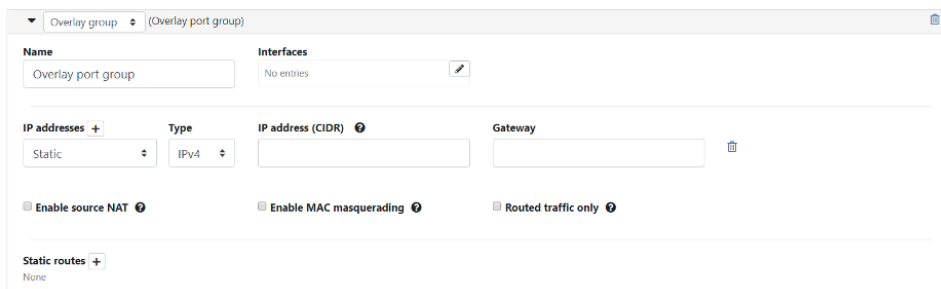 Overlay group (Overlay port group)
Name Interfaces
Overlay port group No entries
IP addresses + Type IP address (CIDR) ? Gateway
Static IPv4
Enable source NAT ? Enable MAC masquerading ? Routed traffic only ?
Static routes +
None